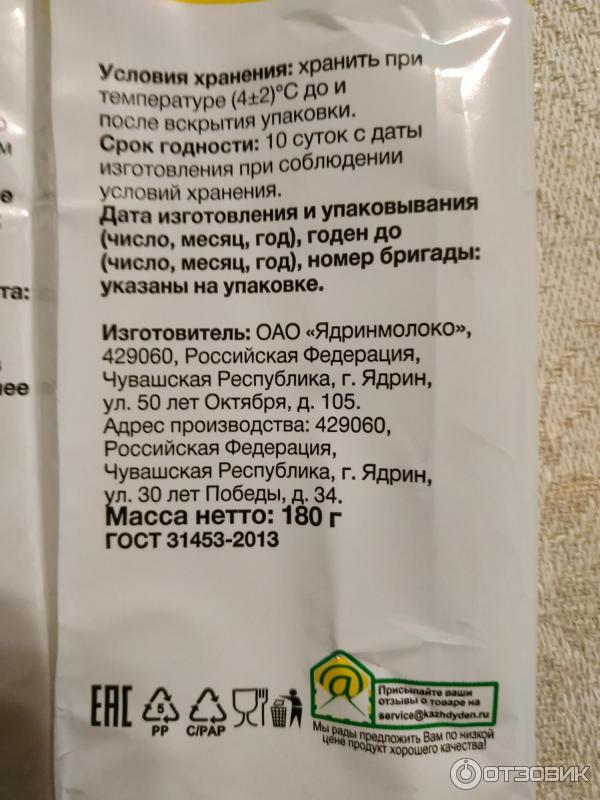 Условия хранения: хранить при
температуре (4±2)°С до и
после вскрытия упаковки.
Срок годности: 10 суток с даты
изготовления при соблюдении
условий хранения.
Дата изготовления и упаковывания
(число, месяц, год), годен до
(число, месяц, год), номер бригады:
указаны на упаковке.
Изготовитель: ОАО «Ядринмолоко»,
429060, Российская Федерация,
Чувашская Республика, г. Ядрин,
ул. 50 лет Октября, д. 105.
Адрес производства: 429060,
Российская Федерация,
Чувашская Республика, г. Ядрин,
ул. 30 лет Победы, д. 34.
Масса нетто: 180 г
ГОСТ 31453-2013
ЕАС
5
PP
C/PAP
@
Присылайте ваши
отзывы о товаре на
service@kazhdyden.ru
Мы рады предложить Вам по низкой
цене продукт хорошего качества!
ОТЗОВИК